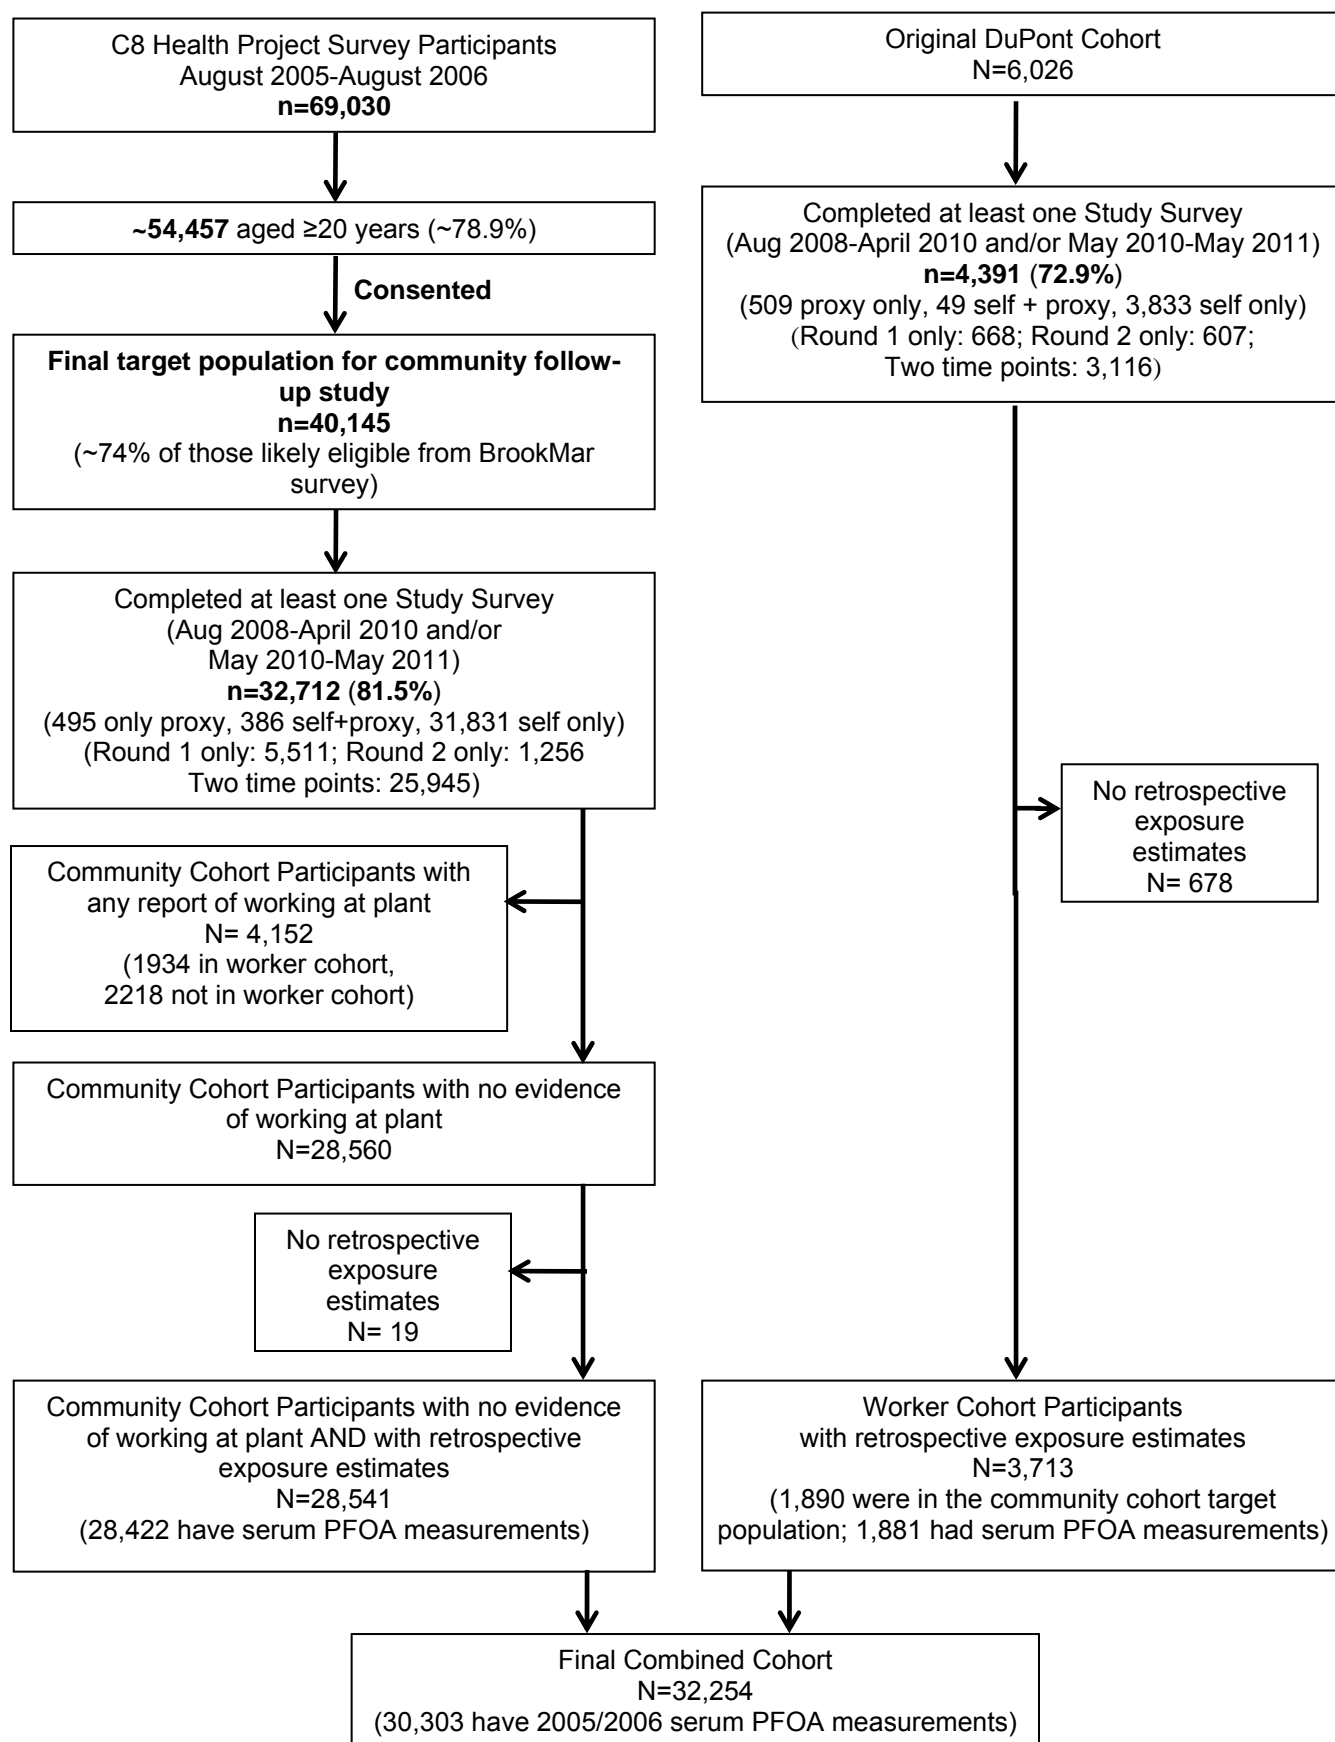 C8 Health Project Survey Participants
August 2005-August 2006
n=69,030
~54,457 aged ≥20 years (~78.9%)
Consented
Final target population for community follow-
up study
n=40,145
(~74% of those likely eligible from BrookMar
survey)
Completed at least one Study Survey
(Aug 2008-April 2010 and/or
May 2010-May 2011)
n=32,712 (81.5%)
(495 only proxy, 386 self+proxy, 31,831 self only)
(Round 1 only: 5,511; Round 2 only: 1,256
Two time points: 25,945)
Community Cohort Participants with
any report of working at plant
N= 4,152
(1934 in worker cohort,
2218 not in worker cohort)
Community Cohort Participants with no evidence
of working at plant
N=28,560
No retrospective
exposure
estimates
N= 19
Community Cohort Participants with no evidence
of working at plant AND with retrospective
exposure estimates
N=28,541
(28,422 have serum PFOA measurements)
Original DuPont Cohort
N=6,026
Completed at least one Study Survey
(Aug 2008-April 2010 and/or May 2010-May 2011)
n=4,391 (72.9%)
(509 proxy only, 49 self + proxy, 3,833 self only)
(Round 1 only: 668; Round 2 only: 607;
Two time points: 3,116)
No retrospective
exposure
estimates
N= 678
Worker Cohort Participants
with retrospective exposure estimates
N=3,713
(1,890 were in the community cohort target
population; 1,881 had serum PFOA measurements)
Final Combined Cohort
N=32,254
(30,303 have 2005/2006 serum PFOA measurements)